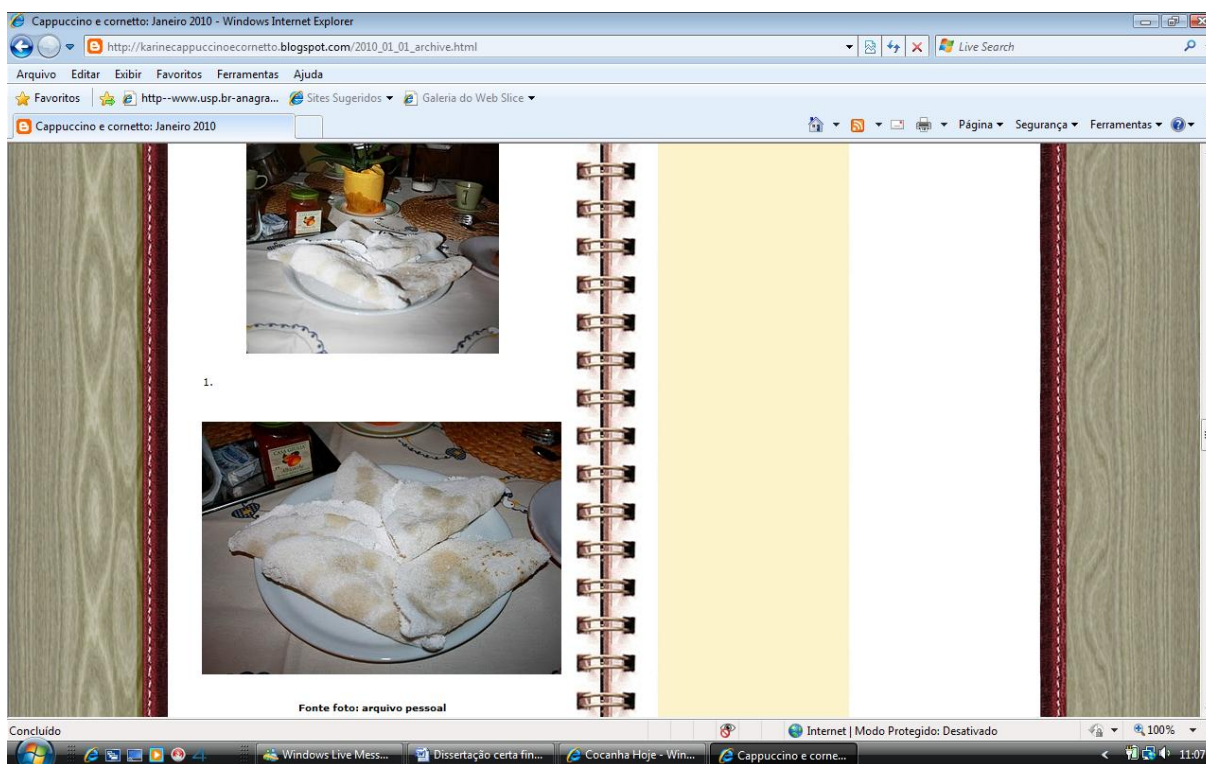 Cappuccino e cornetto: Janeiro 2010 - Windows Internet Explorer
http://karinecappuccinoecornetto.blogspot.com/2010_01_01_archive.html
Live Search
Arquivo Editar Exibir Favoritos Ferramentas Ajuda
Favoritos http--www.usp.br-anagra... Sites Sugeridos Galeria do Web Slice
Cappuccino e cornetto: Janeiro 2010
Página Segurança Ferramentas
1.
Fonte foto: arquivo pessoal
Concluído
Internet | Modo Protegido: Desativado
100%
Windows Live Mess...
Dissertação certa fin...
Cocanha Hoje - Win...
Cappuccino e corne...
11:07